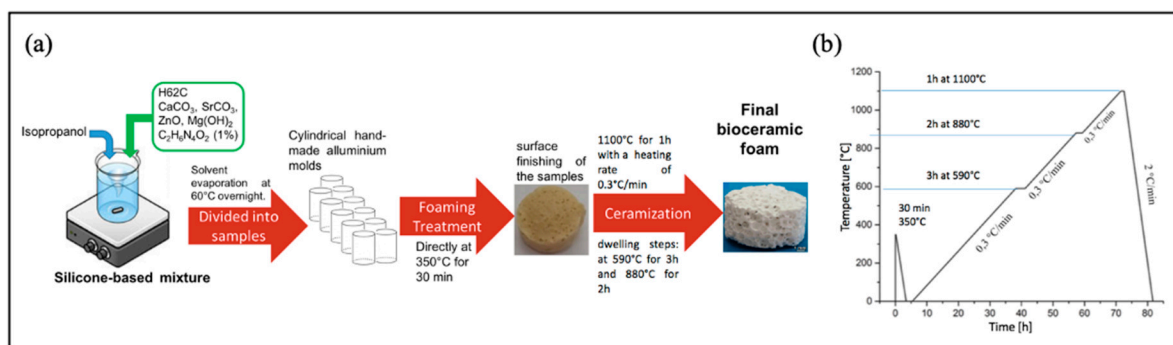 (a)
H62C
CaCO₃, SrCO₃,
ZnO, Mg(OH)₂
C₂H₆N₄O₂ (1%)
Isopropanol
Silicone-based mixture
Solvent
evaporation at
60°C overnight.
Divided into
samples
Cylindrical hand-
made alluminium
molds
Foaming
Treatment
Directly at
350°C for
30 min
surface
finishing of
the samples
1100°C for 1h
with a heating
rate of
0.3°C/min
Ceramization
dwelling steps:
at 590°C for 3h
and 880°C for
2h
Final
bioceramic
foam
(b)
Temperature [°C]
1200
1000
800
600
400
200
0
1h at 1100°C
2h at 880°C
3h at 590°C
30 min
350°C
0,3 °C/min
0,3 °C/min
0,3 °C/min
2 °C/min
0 10 20 30 40 50 60 70 80
Time [h]